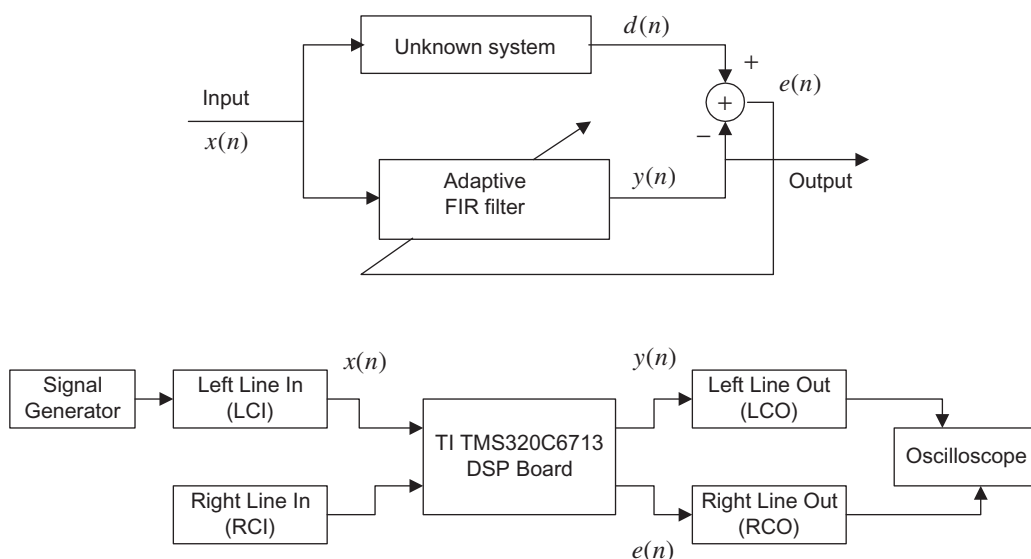 Unknown system
d(n)
+
Input
x(n)
+
e(n)
−
Adaptive
FIR filter
y(n)
Output
x(n)
y(n)
Signal
Generator
Left Line In
(LCI)
TI TMS320C6713
DSP Board
Left Line Out
(LCO)
Oscilloscope
Right Line In
(RCI)
Right Line Out
(RCO)
e(n)